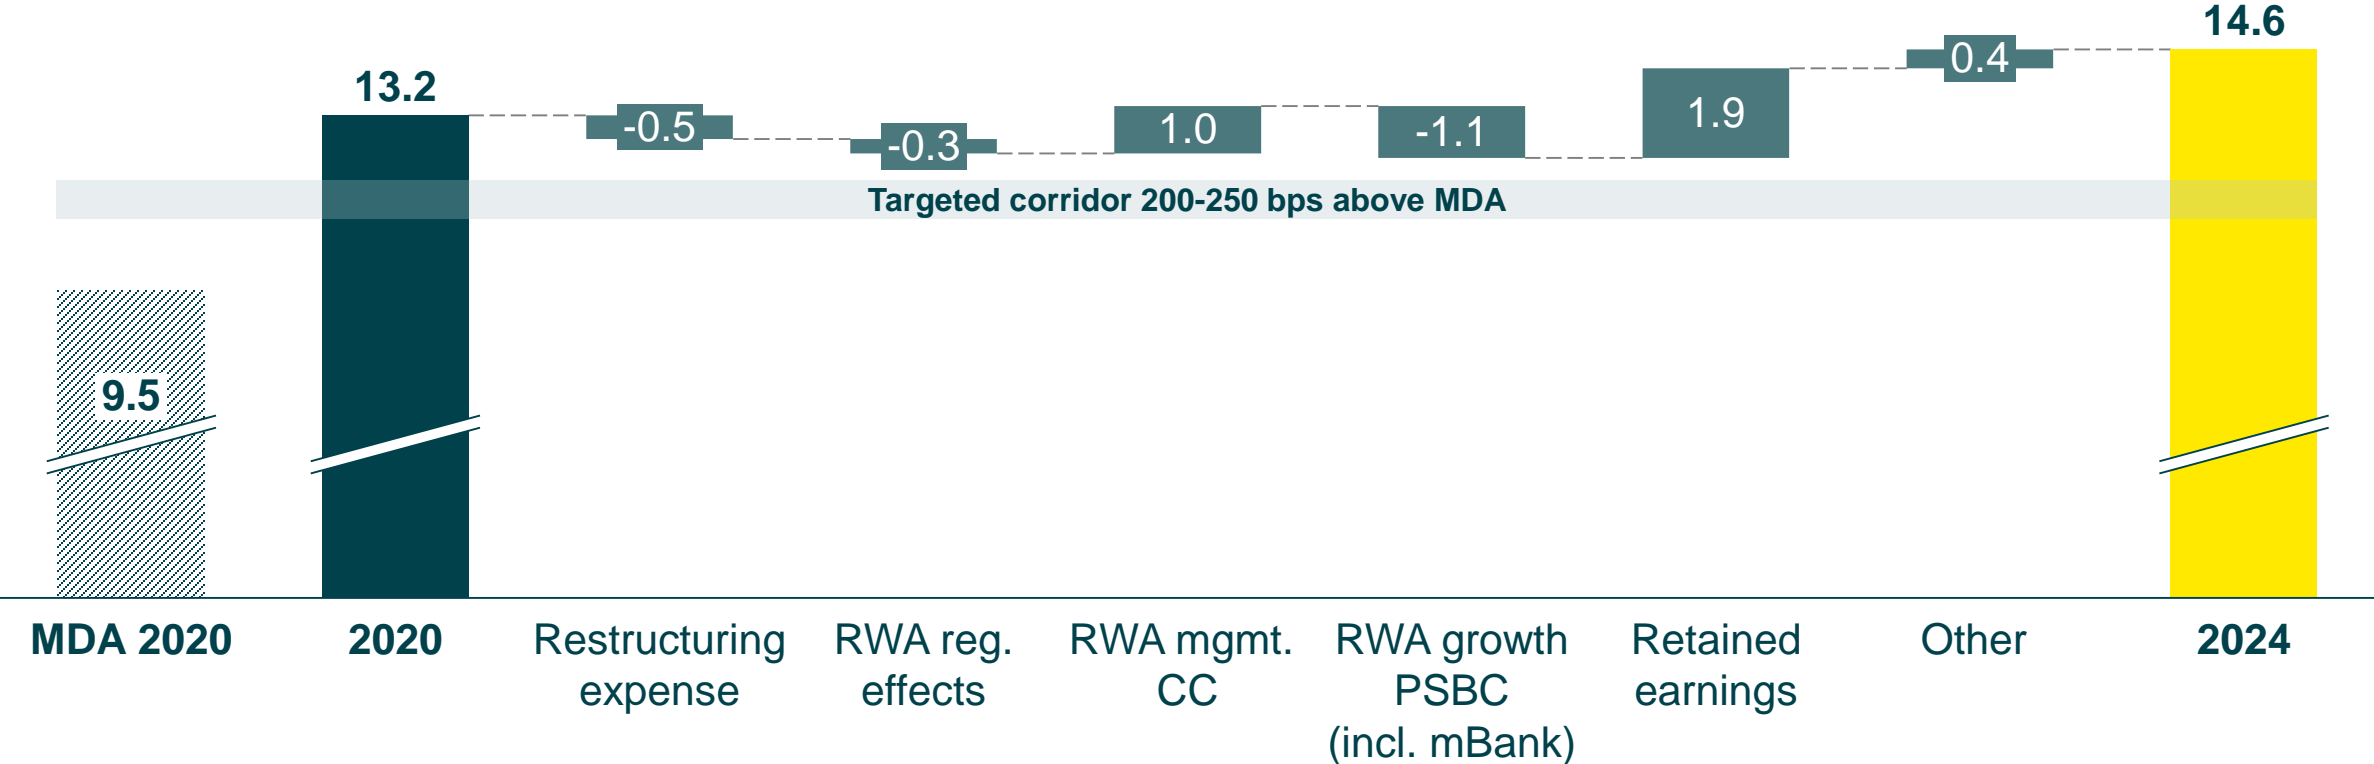 14.6
13.2
0.4
-0.5
-0.3
1.0
-1.1
1.9
Targeted corridor 200-250 bps above MDA
9.5
MDA 2020
2020
Restructuring
expense
RWA reg.
effects
RWA mgmt.
CC
RWA growth
PSBC
(incl. mBank)
Retained
earnings
Other
2024